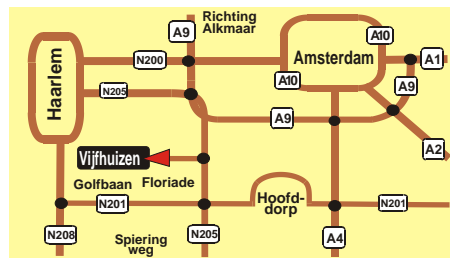 Richting
Alkmaar
A9
A10
Haarlem
N200
Amsterdam
A1
A10
A9
N205
A9
A2
Vijfhuizen
Golfbaan
Floriade
N201
Hoofd-
dorp
N201
N208
Spiering
weg
N205
A4